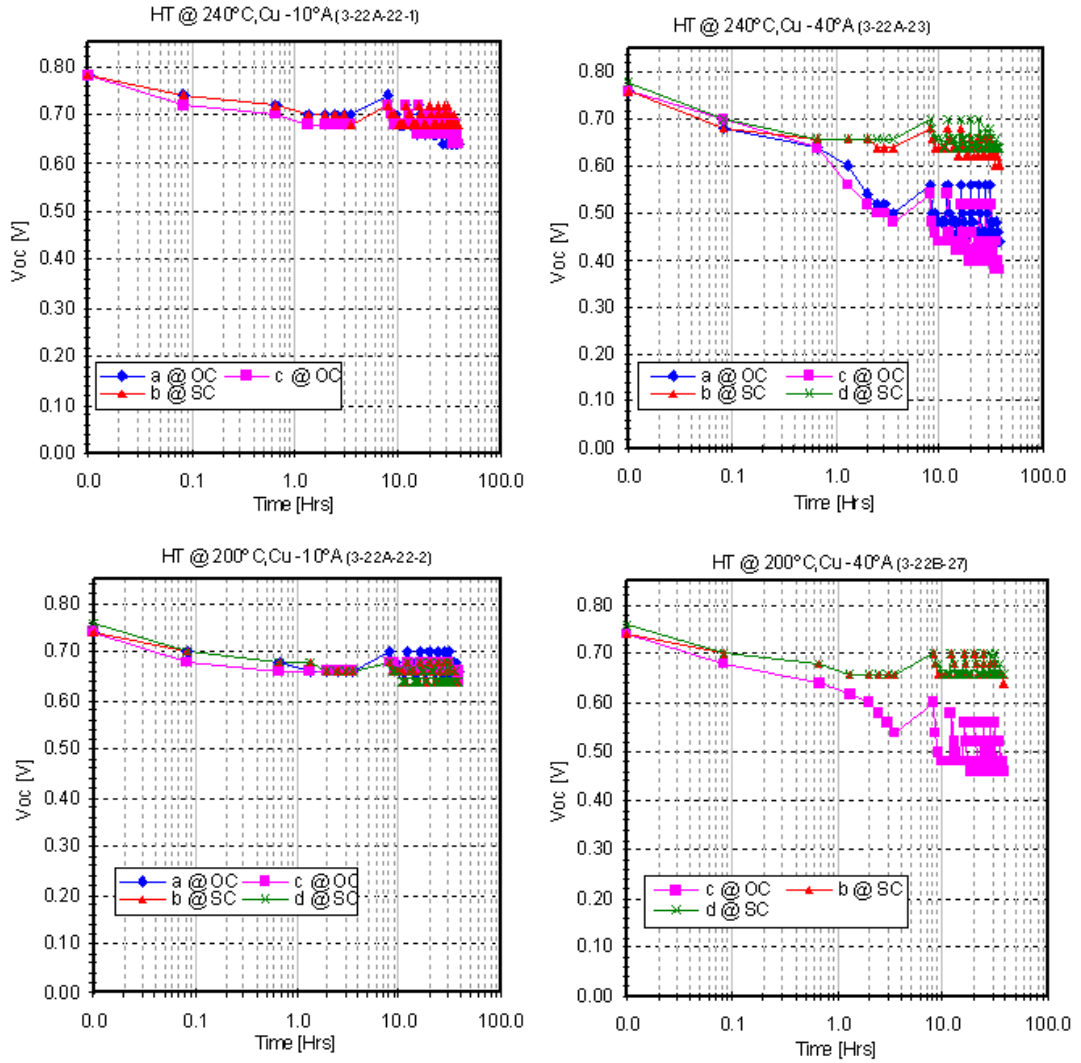 HT @ 240°C,Cu -10°A (3-22A-22-1)
0.80
0.70
0.60
0.50
0.40
0.30
0.20
0.10
0.00
Voc [V]
a @ OC
c @ OC
b @ SC
0.0
0.1
1.0
10.0
100.0
Time [Hrs]
HT @ 240°C,Cu -40°A (3-22A-23)
0.80
0.70
0.60
0.50
0.40
0.30
0.20
0.10
0.00
Voc [V]
a @ OC
c @ OC
b @ SC
d @ SC
0.0
0.1
1.0
10.0
100.0
Time [Hrs]
HT @ 200°C,Cu -10°A (3-22A-22-2)
0.80
0.70
0.60
0.50
0.40
0.30
0.20
0.10
0.00
Voc [V]
a @ OC
c @ OC
b @ SC
d @ SC
0.0
0.1
1.0
10.0
100.0
Time [Hrs]
HT @ 200°C,Cu -40°A (3-22B-27)
0.80
0.70
0.60
0.50
0.40
0.30
0.20
0.10
0.00
Voc [V]
c @ OC
b @ SC
d @ SC
0.0
0.1
1.0
10.0
100.0
Time [Hrs]